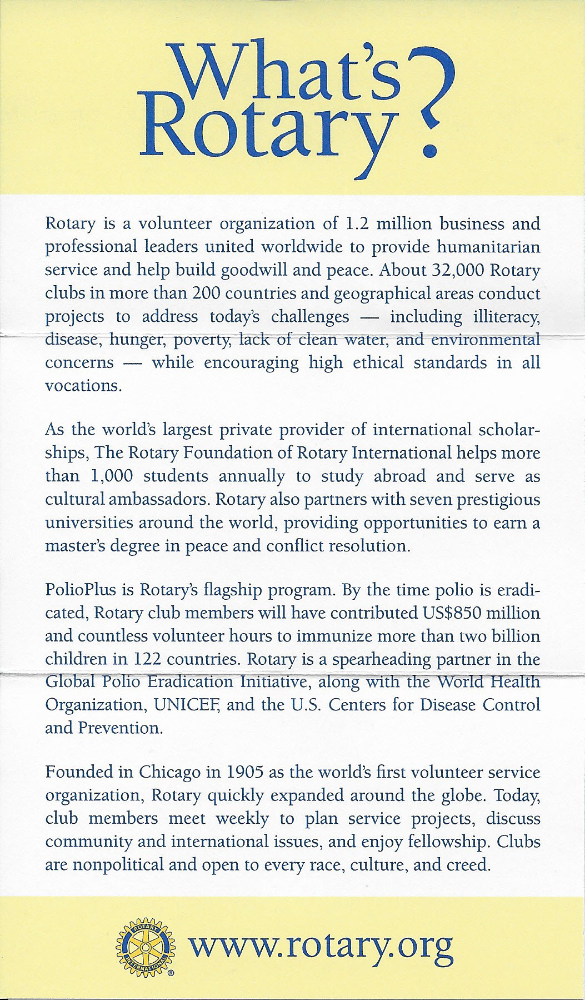 What's
Rotary?
Rotary is a volunteer organization of 1.2 million business and
professional leaders united worldwide to provide humanitarian
service and help build goodwill and peace. About 32,000 Rotary
clubs in more than 200 countries and geographical areas conduct
projects to address today's challenges — including illiteracy,
disease, hunger, poverty, lack of clean water, and environmental
concerns — while encouraging high ethical standards in all
vocations.
As the world's largest private provider of international scholar-
ships, The Rotary Foundation of Rotary International helps more
than 1,000 students annually to study abroad and serve as
cultural ambassadors. Rotary also partners with seven prestigious
universities around the world, providing opportunities to earn a
master's degree in peace and conflict resolution.
PolioPlus is Rotary's flagship program. By the time polio is eradi-
cated, Rotary club members will have contributed US$850 million
and countless volunteer hours to immunize more than two billion
children in 122 countries. Rotary is a spearheading partner in the
Global Polio Eradication Initiative, along with the World Health
Organization, UNICEF, and the U.S. Centers for Disease Control
and Prevention.
Founded in Chicago in 1905 as the world's first volunteer service
organization, Rotary quickly expanded around the globe. Today,
club members meet weekly to plan service projects, discuss
community and international issues, and enjoy fellowship. Clubs
are nonpolitical and open to every race, culture, and creed.
ROTARY
INTERNATIONAL
®
www.rotary.org